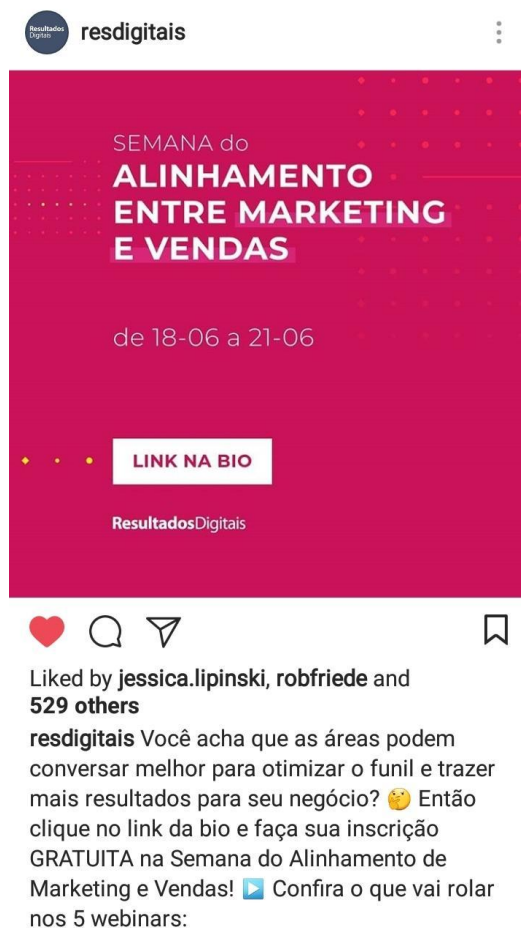 Resultados
Digitais
resdigitais
SEMANA do
ALINHAMENTO
ENTRE MARKETING
E VENDAS
de 18-06 a 21-06
LINK NA BIO
ResultadosDigitais
Liked by jessica.lipinski, robfriede and
529 others
resdigitais Você acha que as áreas podem
conversar melhor para otimizar o funil e trazer
mais resultados para seu negócio? 🤔 Então
clique no link da bio e faça sua inscrição
GRATUITA na Semana do Alinhamento de
Marketing e Vendas! ▶️ Confira o que vai rolar
nos 5 webinars: